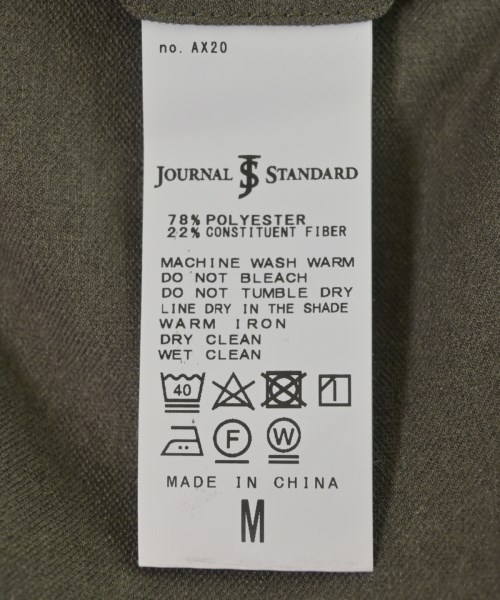 no. AX20
JOURNAL JS STANDARD
78% POLYESTER
22% CONSTITUENT FIBER
MACHINE WASH WARM
DO NOT BLEACH
DO NOT TUMBLE DRY
LINE DRY IN THE SHADE
WARM IRON
DRY CLEAN
WET CLEAN
40
F W
MADE IN CHINA
M